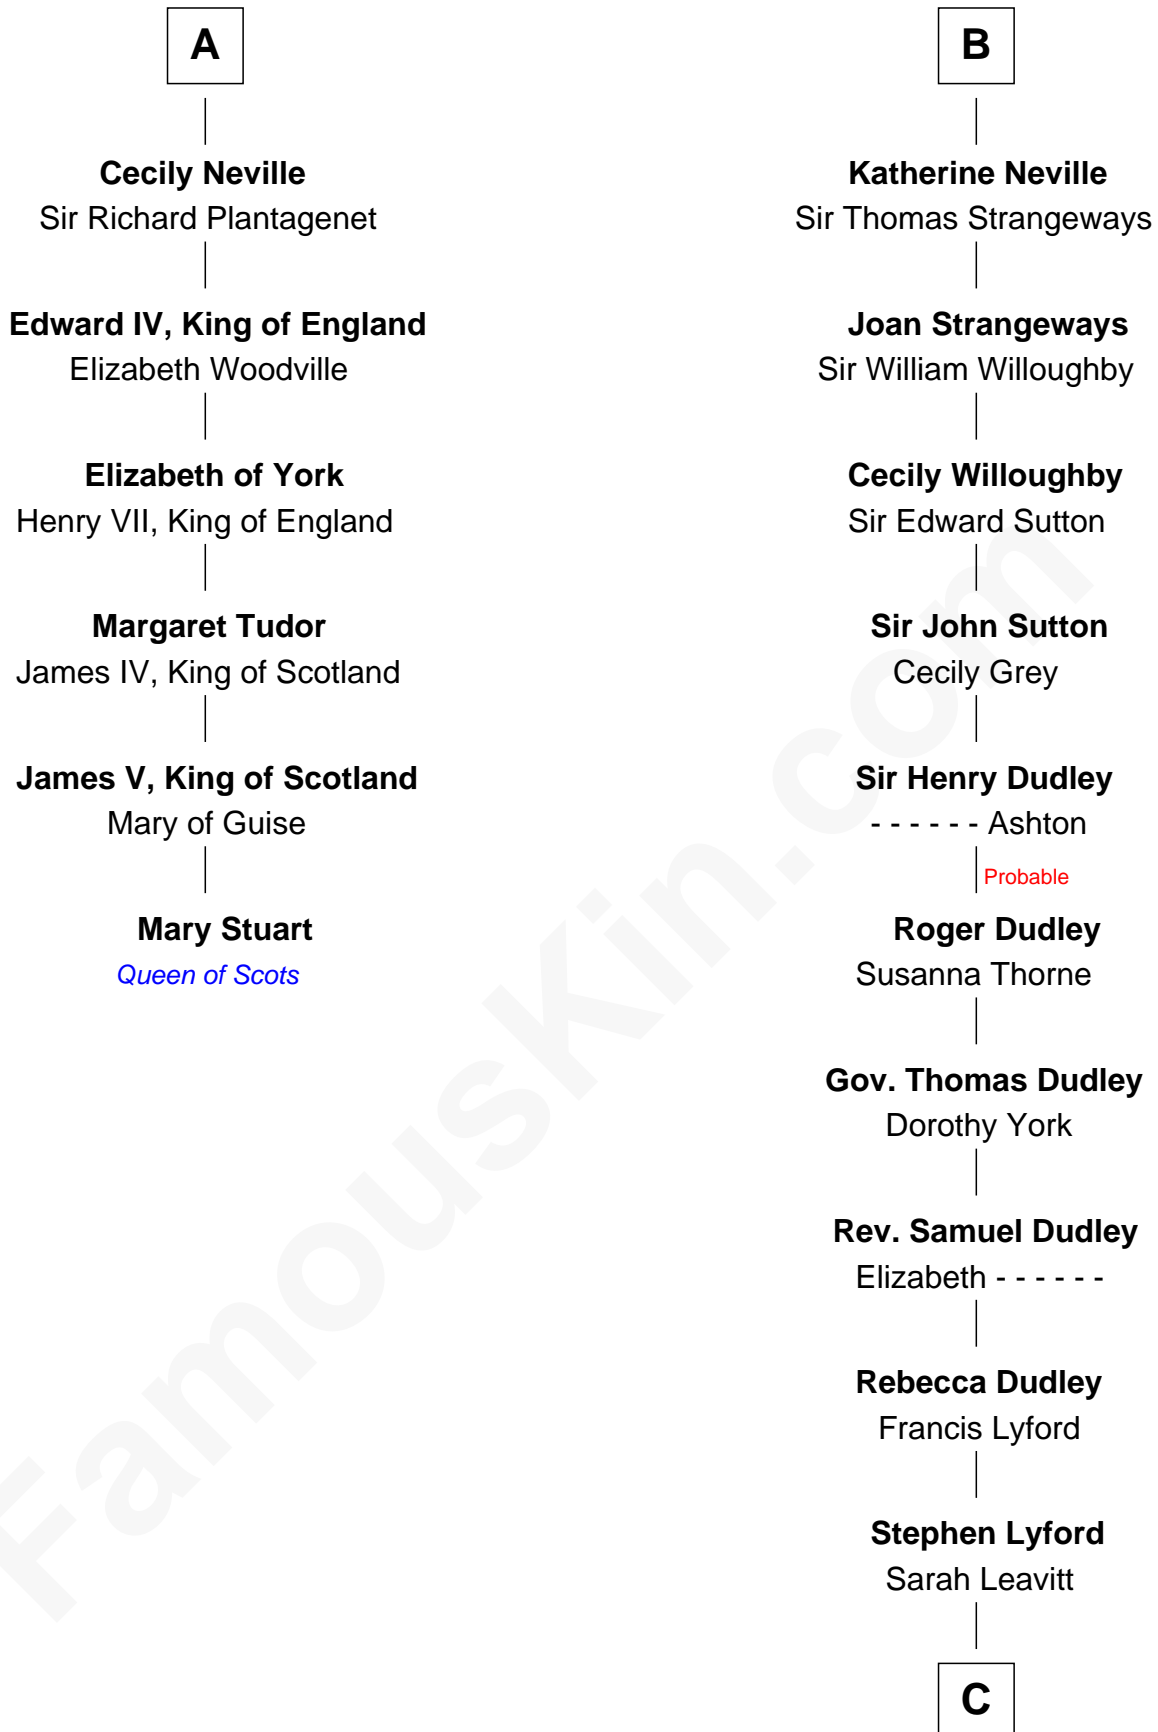 A
Cecily Neville
Sir Richard Plantagenet
Edward IV, King of England
Elizabeth Woodville
Elizabeth of York
Henry VII, King of England
Margaret Tudor
James IV, King of Scotland
James V, King of Scotland
Mary of Guise
Mary Stuart
Queen of Scots
B
Katherine Neville
Sir Thomas Strangeways
Joan Strangeways
Sir William Willoughby
Cecily Willoughby
Sir Edward Sutton
Sir John Sutton
Cecily Grey
Sir Henry Dudley
- - - - - - Ashton
Probable
Roger Dudley
Susanna Thorne
Gov. Thomas Dudley
Dorothy York
Rev. Samuel Dudley
Elizabeth - - - - - -
Rebecca Dudley
Francis Lyford
Stephen Lyford
Sarah Leavitt
C
FamousKin.com